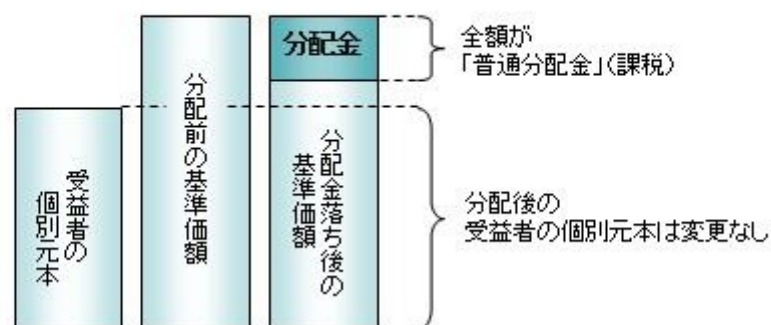 分配金
全額が
「普通分配金」(課税)
受益者の
個別元本
分配前の基準価額
分配金落ち後の
基準価額
分配後の
受益者の個別元本は変更なし